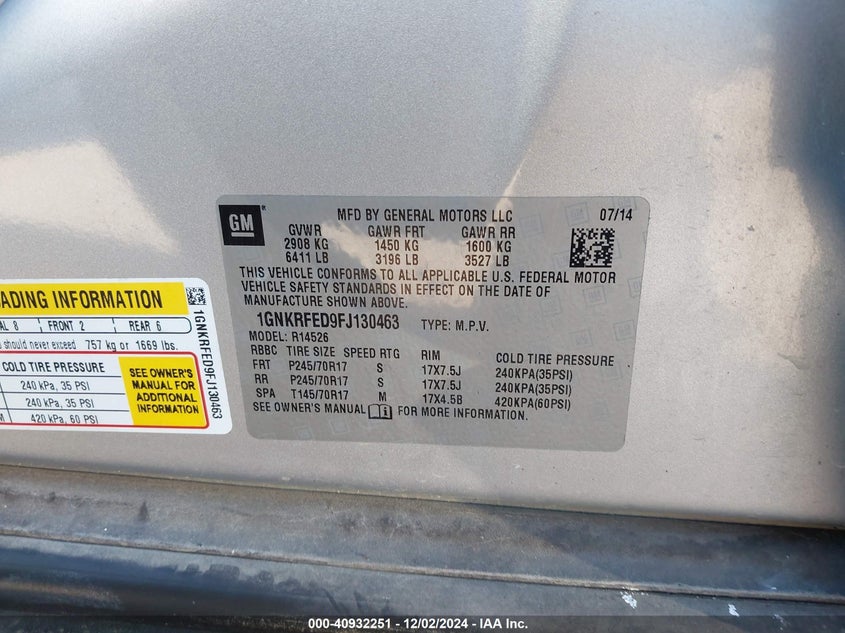 GM
MFD BY GENERAL MOTORS LLC 07/14
GVWR GAWR FRT GAWR RR
2908 KG 1450 KG 1600 KG
6411 LB 3196 LB 3527 LB
THIS VEHICLE CONFORMS TO ALL APPLICABLE U.S. FEDERAL MOTOR
VEHICLE SAFETY STANDARDS IN EFFECT ON THE DATE OF
MANUFACTURE SHOWN ABOVE.
1GNKRFED9FJ130463 TYPE: M.P.V.
MODEL: R14526
RBBC TIRE SIZE SPEED RTG RIM COLD TIRE PRESSURE
FRT P245/70R17 S 17X7.5J 240KPA(35PSI)
RR P245/70R17 S 17X7.5J 240KPA(35PSI)
SPA T145/70R17 M 17X4.5B 420KPA(60PSI)
SEE OWNER'S MANUAL FOR MORE INFORMATION.
ADING INFORMATION
AL 8 FRONT 2 REAR 6
should never exceed 757 kg or 1669 lbs.
COLD TIRE PRESSURE
240 kPa, 35 PSI
240 kPa, 35 PSI
M 420 kPa, 60 PSI
SEE OWNER'S
MANUAL FOR
ADDITIONAL
INFORMATION
1GNKRFED9FJ130463
000-40932251 - 12/02/2024 - IAA Inc.